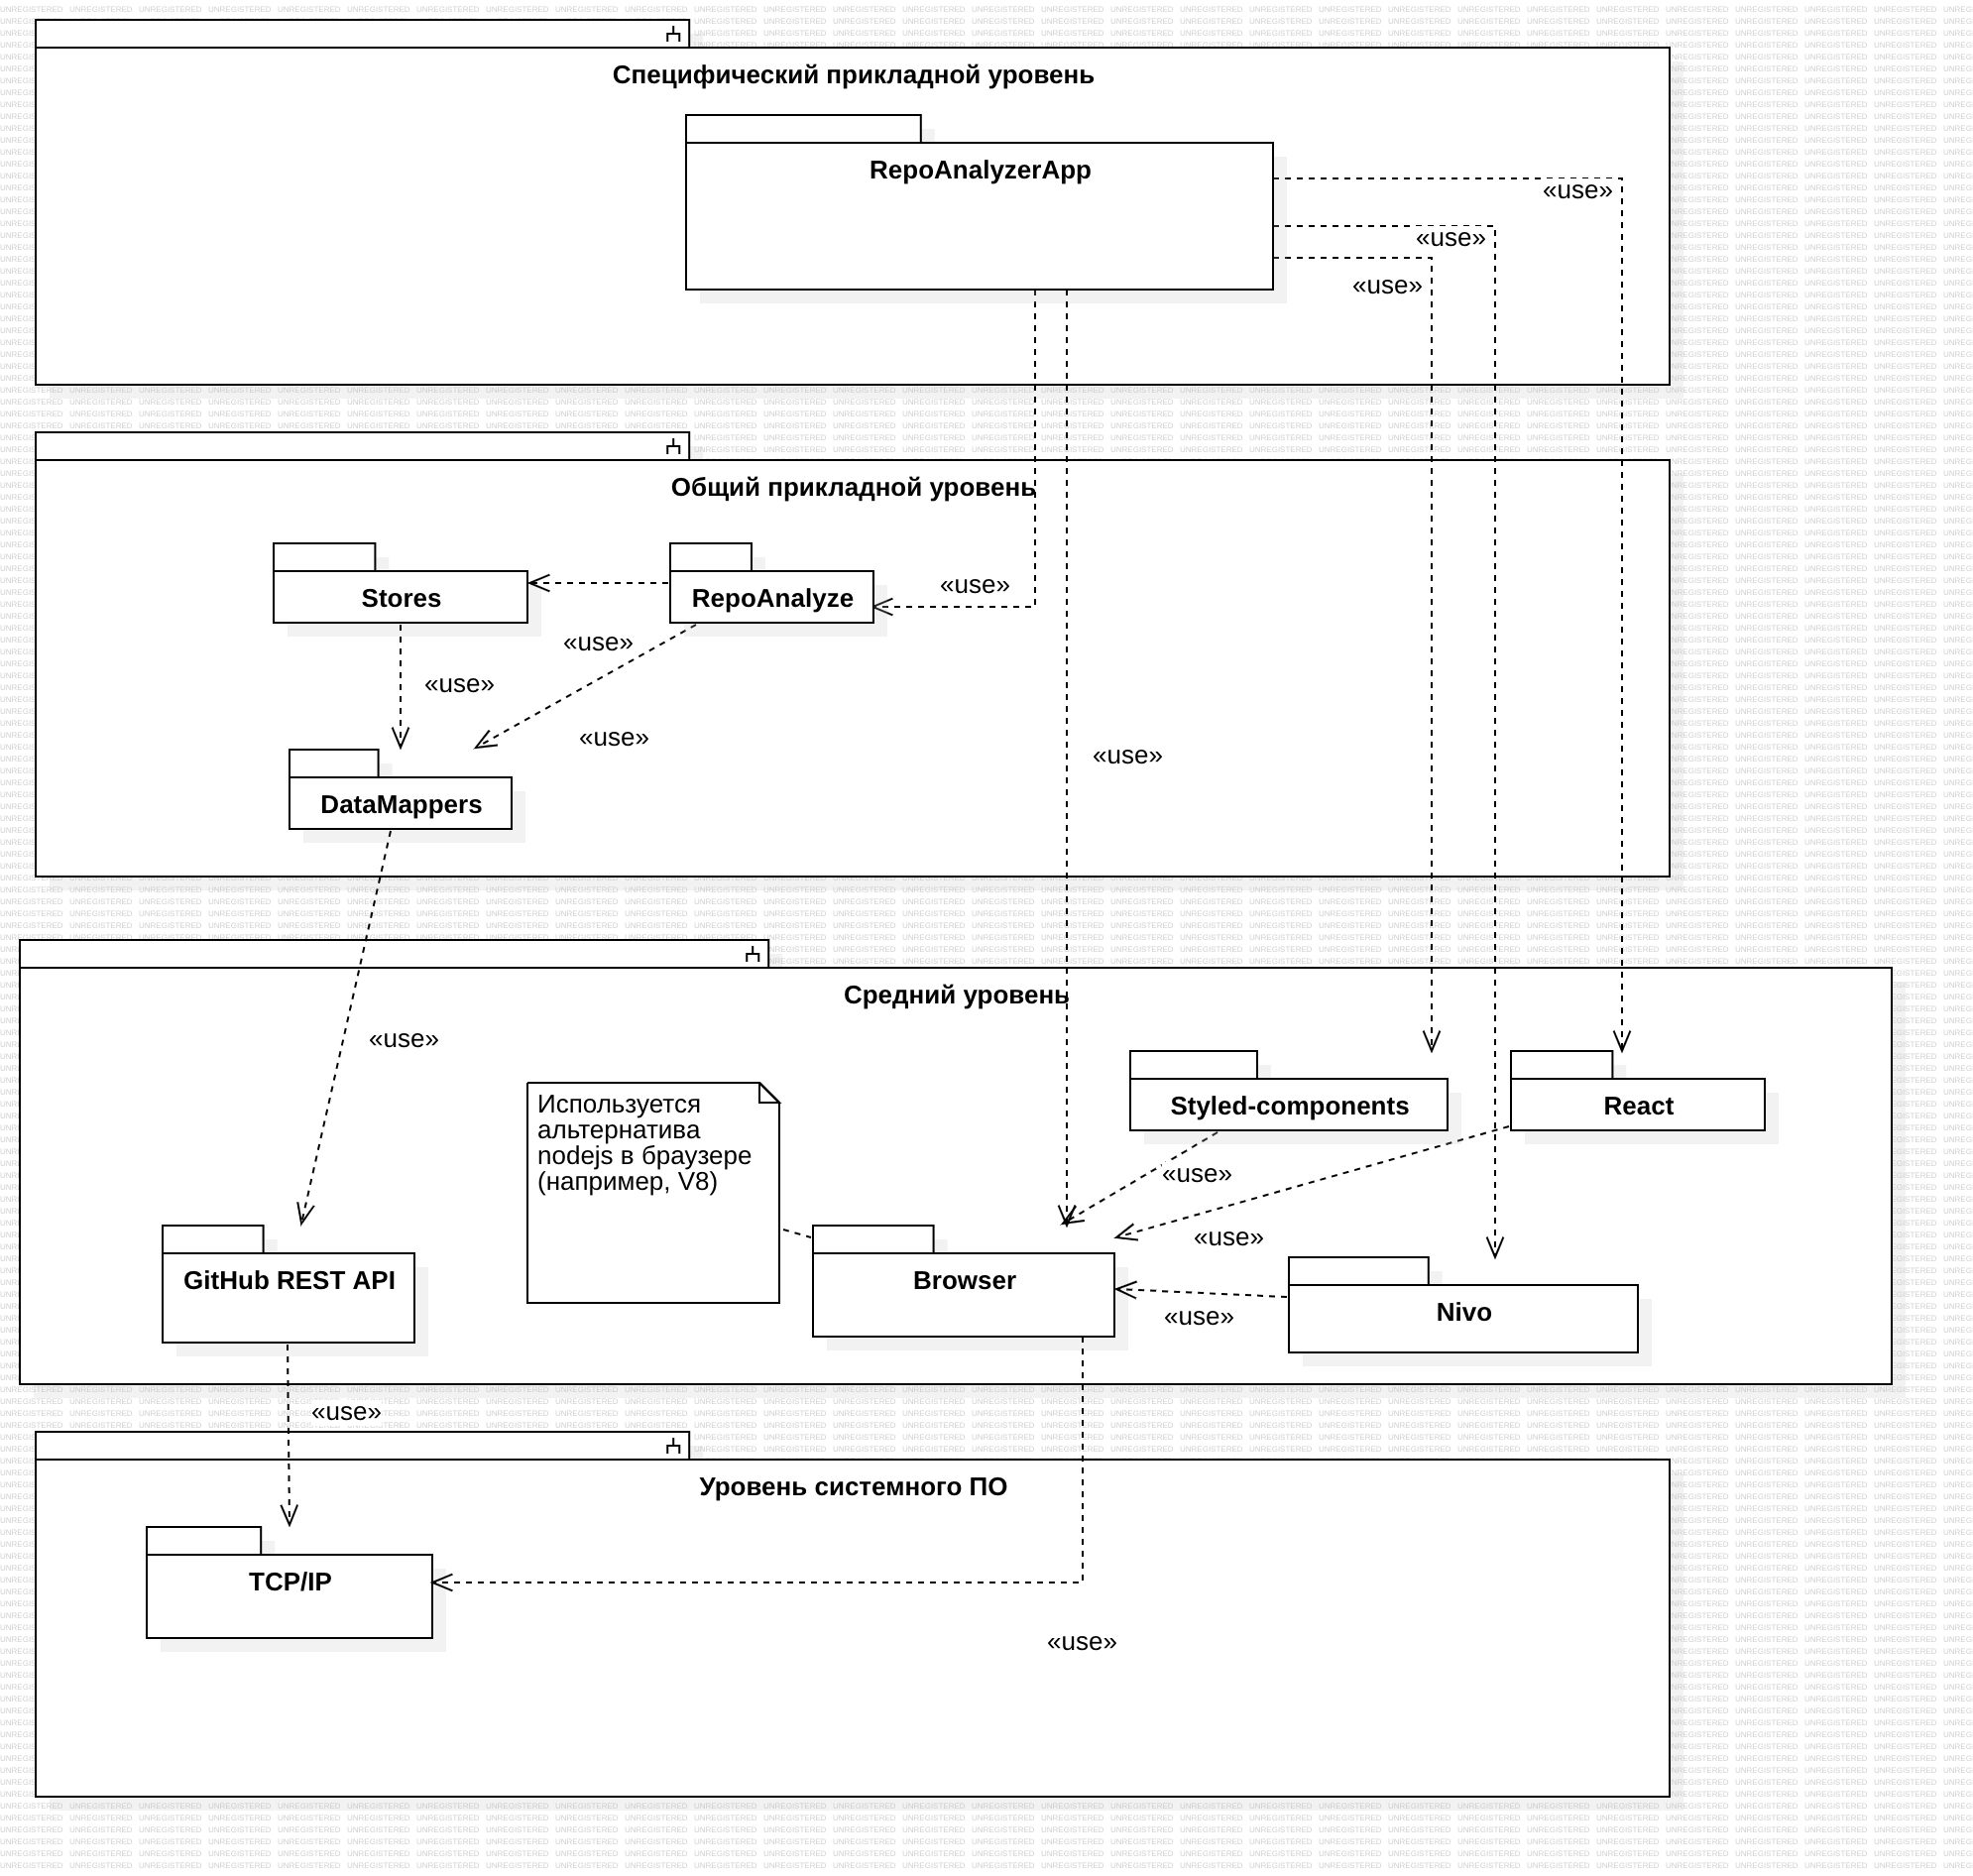 Специфический прикладной уровень
RepoAnalyzerApp
«use»
«use»
«use»
Общий прикладной уровень
Stores
RepoAnalyze
«use»
«use»
«use»
«use»
«use»
DataMappers
Средний уровень
«use»
Используется
альтернатива
nodejs в браузере
(например, V8)
Styled-components
React
«use»
«use»
GitHub REST API
Browser
«use»
Nivo
«use»
Уровень системного ПО
TCP/IP
«use»